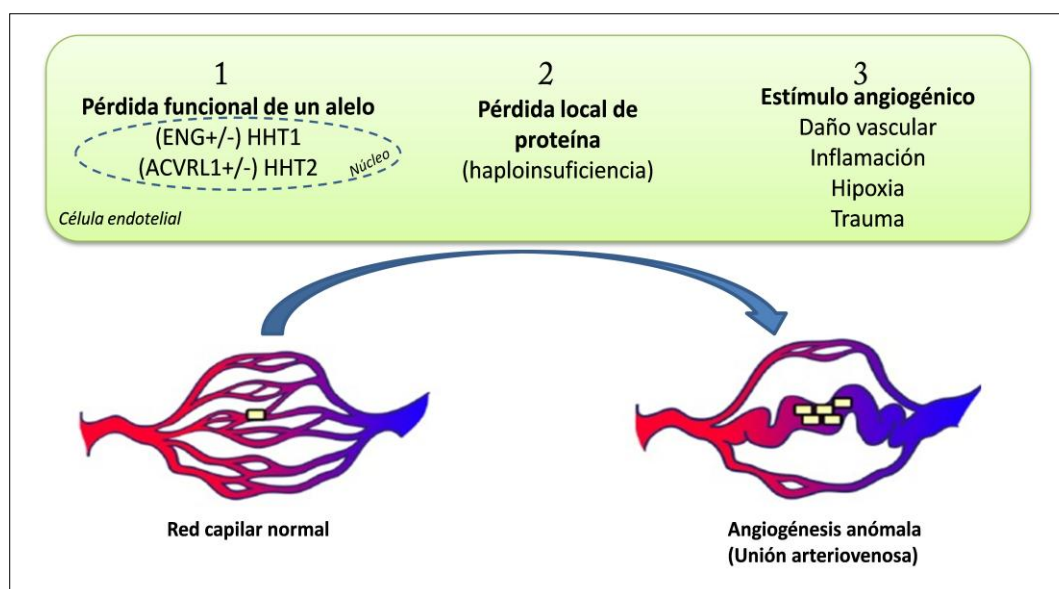 1
Pérdida funcional de un alelo
(ENG+/-) HHT1
(ACVRL1+/-) HHT2
Núcleo
Célula endotelial
2
Pérdida local de
proteína
(haploinsuficiencia)
3
Estímulo angiogénico
Daño vascular
Inflamación
Hipoxia
Trauma
Red capilar normal
Angiogénesis anómala
(Unión arteriovenosa)